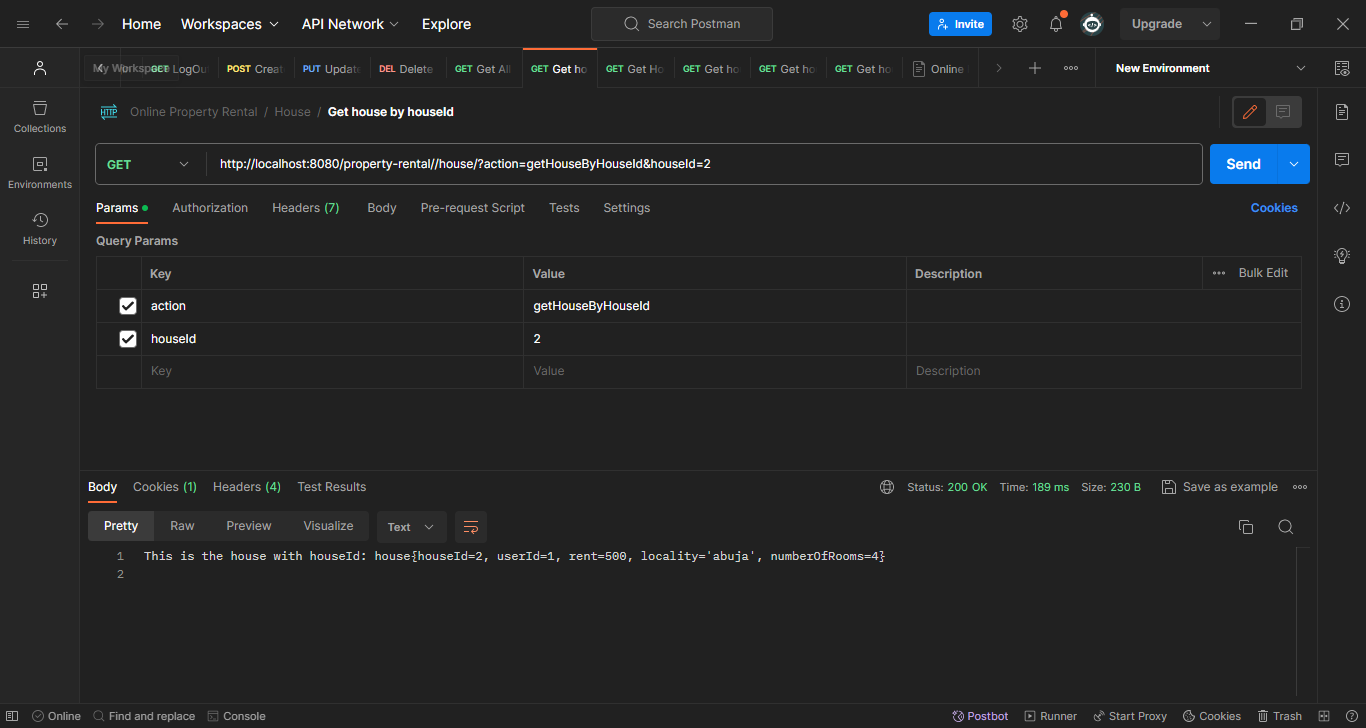 Home Workspaces API Network Explore Search Postman Invite Upgrade
My Workspace GET LogOu POST Creat PUT Update DEL Delete GET Get All GET Get ho GET Get Ho GET Get ho GET Get ho GET Get ho Online New Environment
Collections
Environments
History
HTTP Online Property Rental / House / Get house by houseId
GET http://localhost:8080/property-rental//house/?action=getHouseByHouseId&houseId=2 Send
Params Authorization Headers (7) Body Pre-request Script Tests Settings Cookies
Query Params
Key Value Description Bulk Edit
action getHouseByHouseId
houseId 2
Key Value Description
Body Cookies (1) Headers (4) Test Results Status: 200 OK Time: 189 ms Size: 230 B Save as example
Pretty Raw Preview Visualize Text
1 This is the house with houseId: house{houseId=2, userId=1, rent=500, locality='abuja', numberOfRooms=4}
2
Online Find and replace Console Postbot Runner Start Proxy Cookies Trash